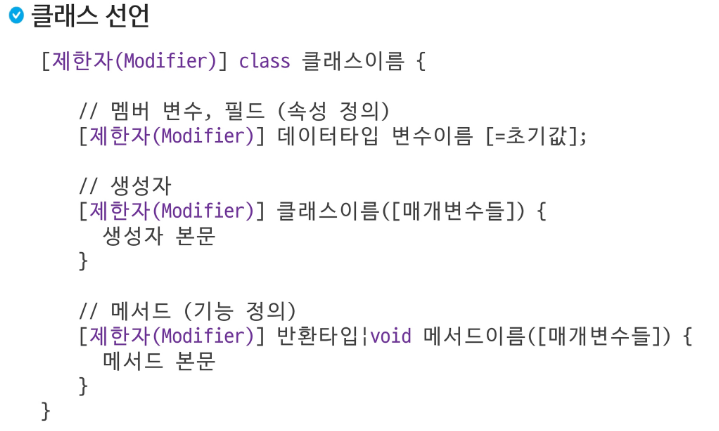 클래스 선언
[제한자(Modifier)] class 클래스이름 {
// 멤버 변수, 필드 (속성 정의)
[제한자(Modifier)] 데이터타입 변수이름 [=초기값];
// 생성자
[제한자(Modifier)] 클래스이름([매개변수들]) {
생성자 본문
}
// 메서드 (기능 정의)
[제한자(Modifier)] 반환타입¦void 메서드이름([매개변수들]) {
메서드 본문
}
}